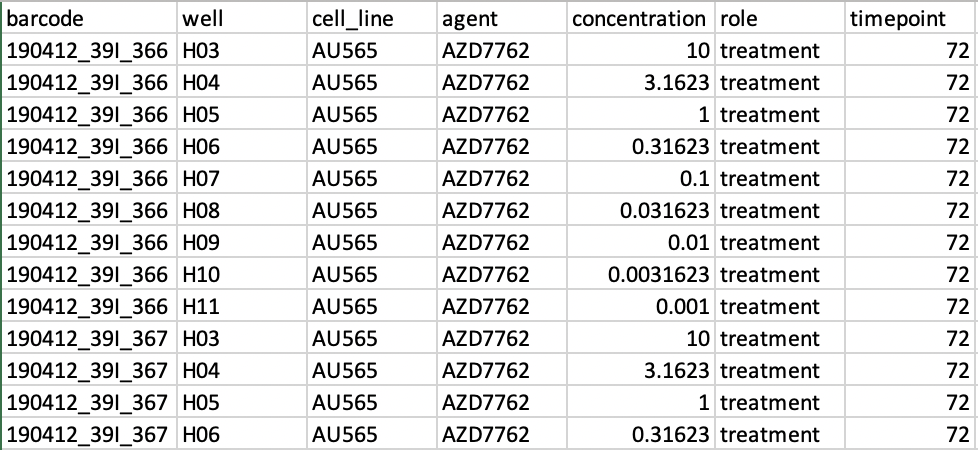 barcode well cell_line agent concentration role timepoint
190412_39I_366 H03 AU565 AZD7762 10 treatment 72
190412_39I_366 H04 AU565 AZD7762 3.1623 treatment 72
190412_39I_366 H05 AU565 AZD7762 1 treatment 72
190412_39I_366 H06 AU565 AZD7762 0.31623 treatment 72
190412_39I_366 H07 AU565 AZD7762 0.1 treatment 72
190412_39I_366 H08 AU565 AZD7762 0.031623 treatment 72
190412_39I_366 H09 AU565 AZD7762 0.01 treatment 72
190412_39I_366 H10 AU565 AZD7762 0.0031623 treatment 72
190412_39I_366 H11 AU565 AZD7762 0.001 treatment 72
190412_39I_367 H03 AU565 AZD7762 10 treatment 72
190412_39I_367 H04 AU565 AZD7762 3.1623 treatment 72
190412_39I_367 H05 AU565 AZD7762 1 treatment 72
190412_39I_367 H06 AU565 AZD7762 0.31623 treatment 72